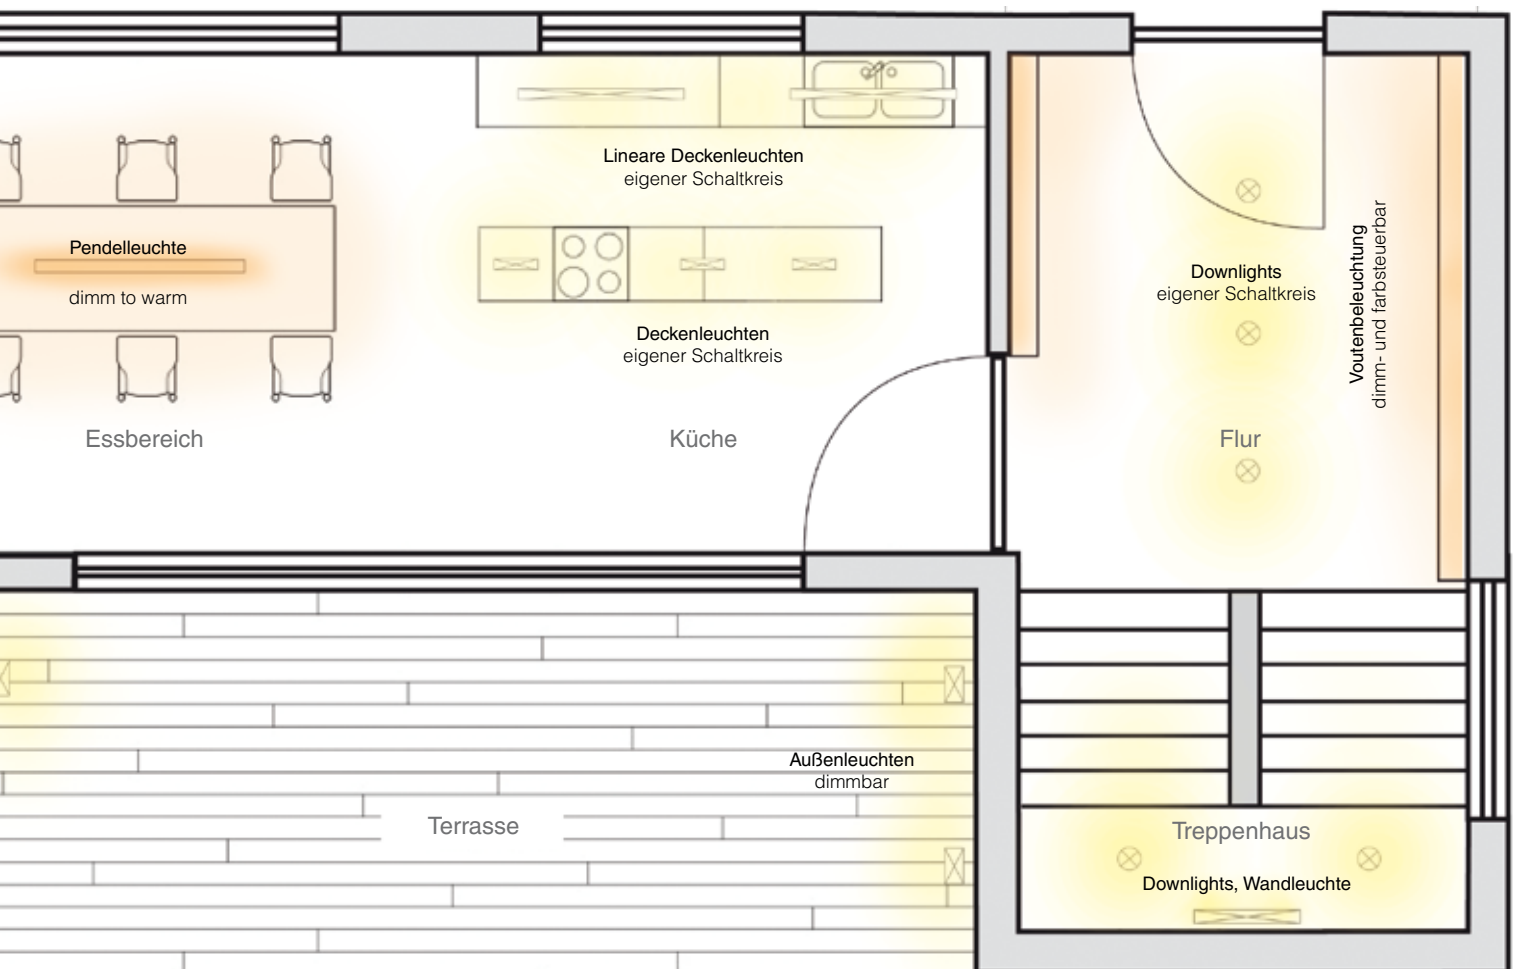 Lineare Deckenleuchten
eigener Schaltkreis
Pendelleuchte
dimm to warm
Deckenleuchten
eigener Schaltkreis
Downlights
eigener Schaltkreis
Voutenbeleuchtung
dimm- und farbsteuerbar
Essbereich
Küche
Flur
Außenleuchten
dimmbar
Terrasse
Treppenhaus
Downlights, Wandleuchte